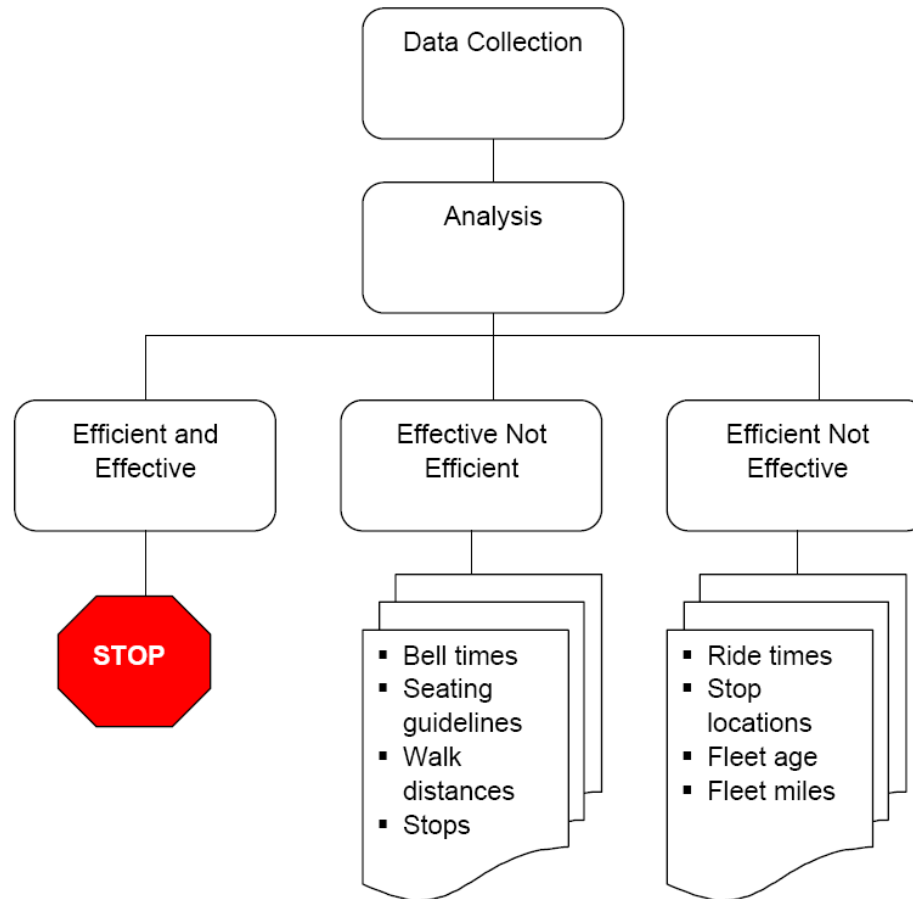 Data Collection
Analysis
Efficient and
Effective
Effective Not
Efficient
Efficient Not
Effective
STOP
▪ Bell times
▪ Seating
guidelines
▪ Walk
distances
▪ Stops
▪ Ride times
▪ Stop
locations
▪ Fleet age
▪ Fleet miles